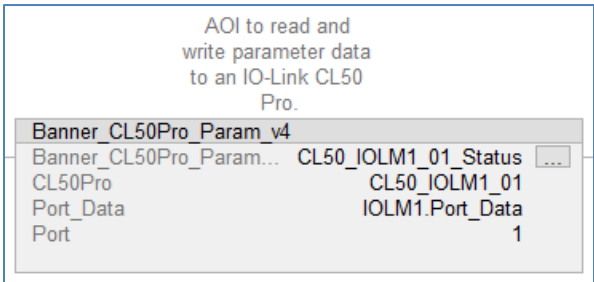 AOI to read and
write parameter data
to an IO-Link CL50
Pro.
Banner_CL50Pro_Param_v4
Banner_CL50Pro_Param... CL50_IOLM1_01_Status ...
CL50Pro CL50_IOLM1_01
Port_Data IOLM1.Port_Data
Port 1